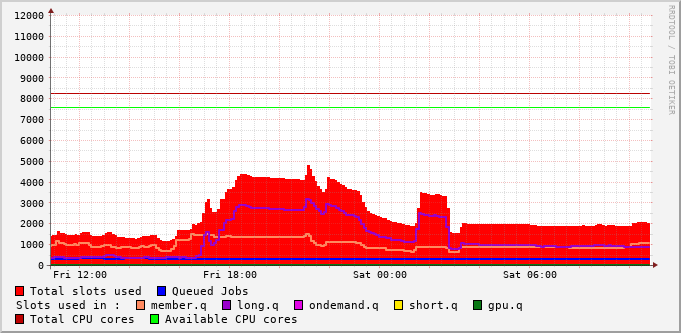 RRDTOOL / TOBI OETIKER
12000
11000
10000
9000
8000
7000
6000
5000
4000
3000
2000
1000
0
Fri 12:00 Fri 18:00 Sat 00:00 Sat 06:00
Total slots used Queued Jobs
Slots used in : member.q long.q ondemand.q short.q gpu.q
Total CPU cores Available CPU cores